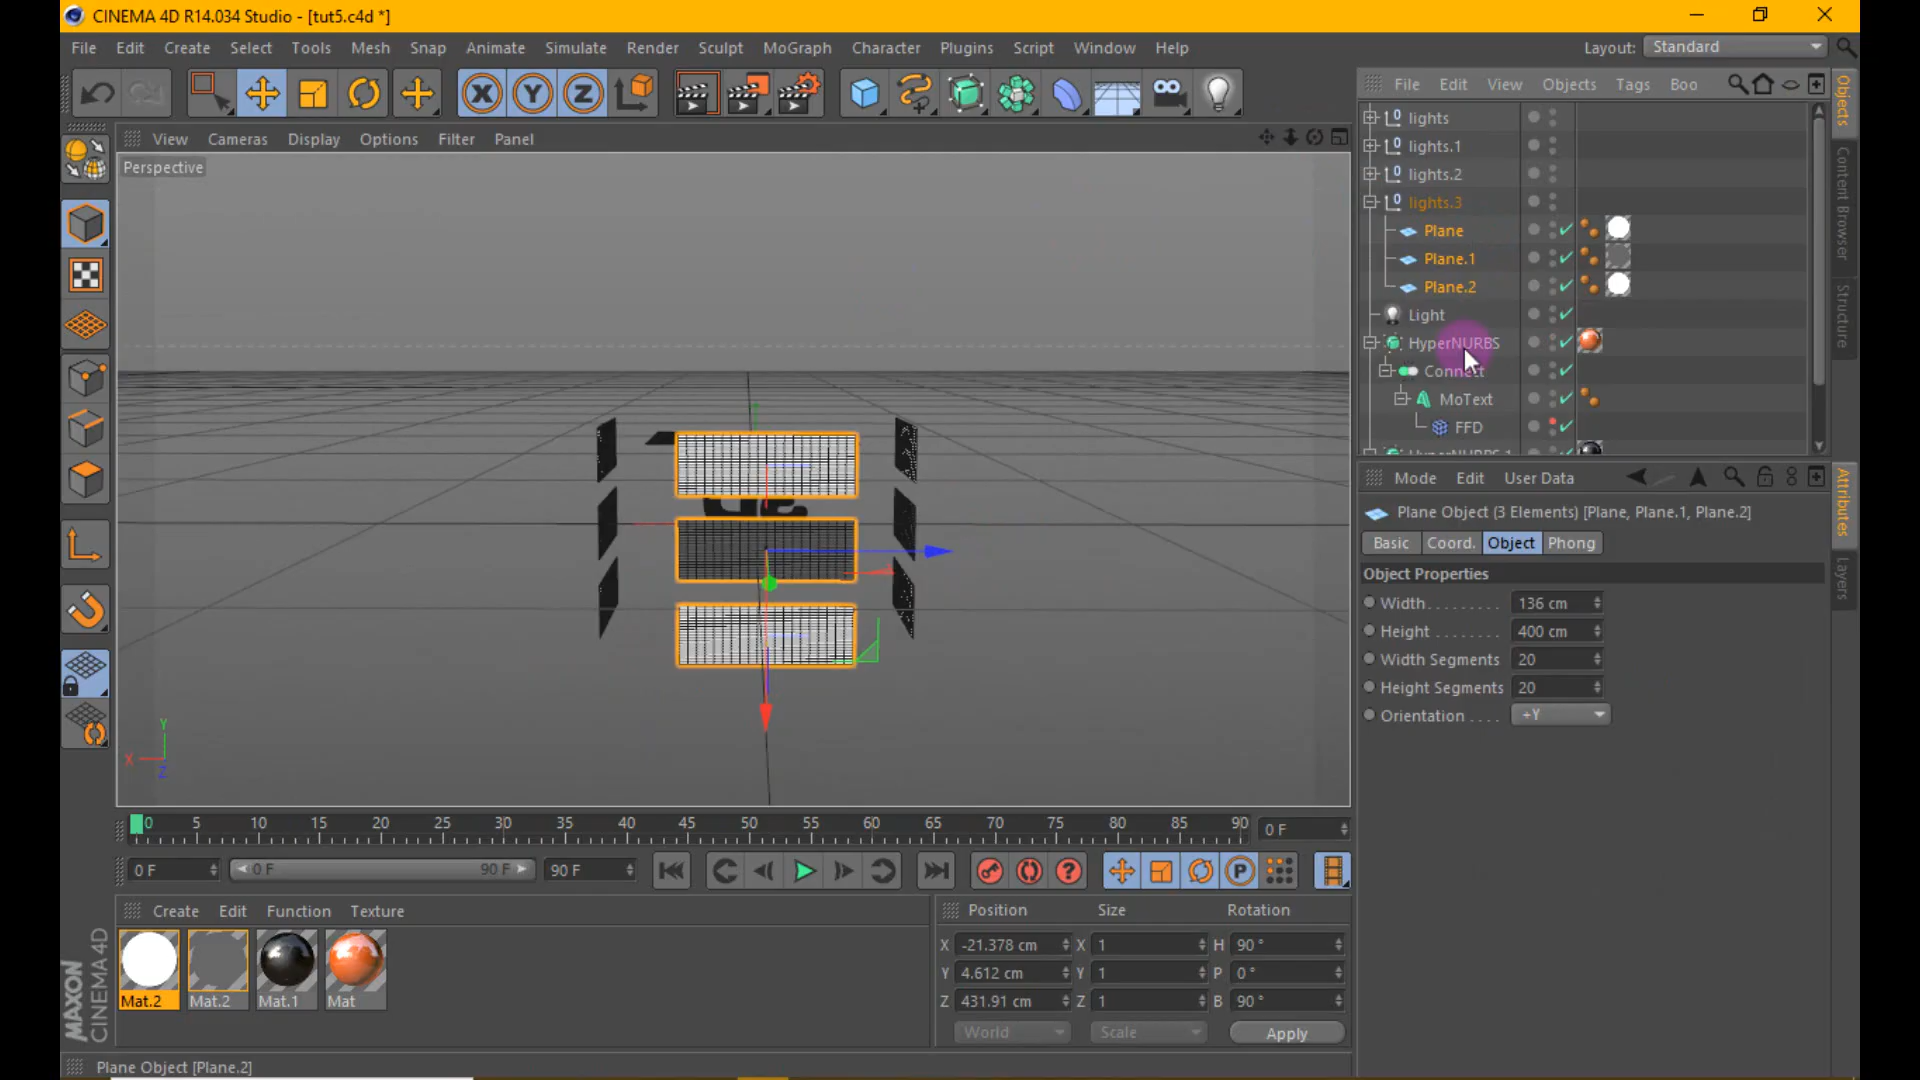 CINEMA 4D R14.034 Studio - [tut5.c4d *]
File Edit Create Select Tools Mesh Snap Animate Simulate Render Sculpt MoGraph Character Plugins Script Window Help Layout: Standard
File Edit View Objects Tags Boo
View Cameras Display Options Filter Panel
Perspective
lights
lights.1
lights.2
lights.3
Plane
Plane.1
Plane.2
Light
HyperNURBS
Connect
MoText
FFD
Objects
Content Browser
Structure
Mode Edit User Data
Plane Object (3 Elements) [Plane, Plane.1, Plane.2]
Basic Coord. Object Phong
Object Properties
Width 136 cm
Height 400 cm
Width Segments 20
Height Segments 20
Orientation +Y
Attributes
Layers
Y
X
Z
0 5 10 15 20 25 30 35 40 45 50 55 60 65 70 75 80 85 90 0 F
0 F 0 F 90 F 90 F
Create Edit Function Texture
Mat.2 Mat.2 Mat.1 Mat
Position Size Rotation
X -21.378 cm X 1 H 90 °
Y 4.612 cm Y 1 P 0 °
Z 431.91 cm Z 1 B 90 °
World Scale Apply
MAXON
CINEMA 4D
Plane Object [Plane.2]